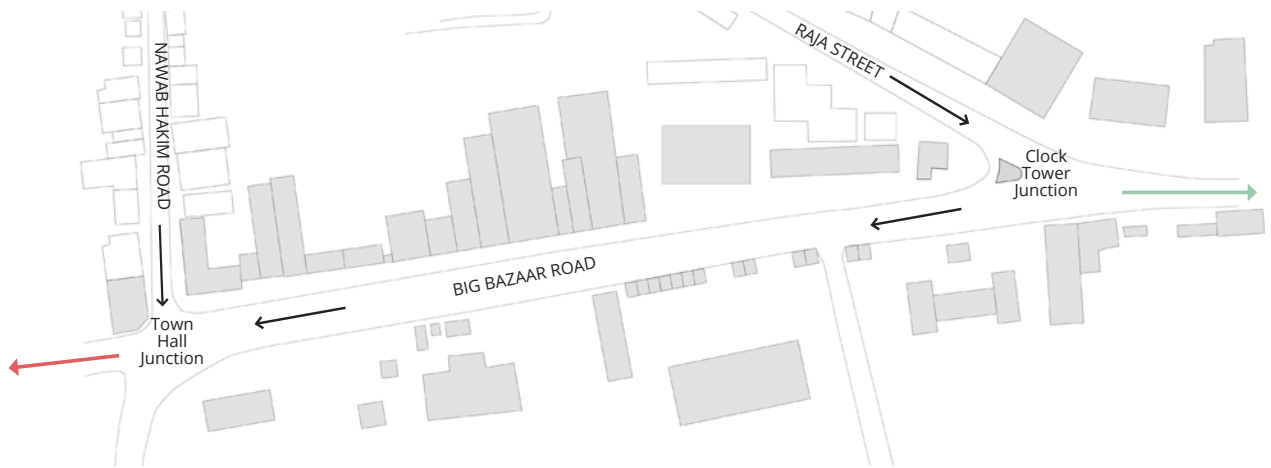 NAWAB HAKIM ROAD
RAJA STREET
Clock
Tower
Junction
BIG BAZAAR ROAD
Town
Hall
Junction